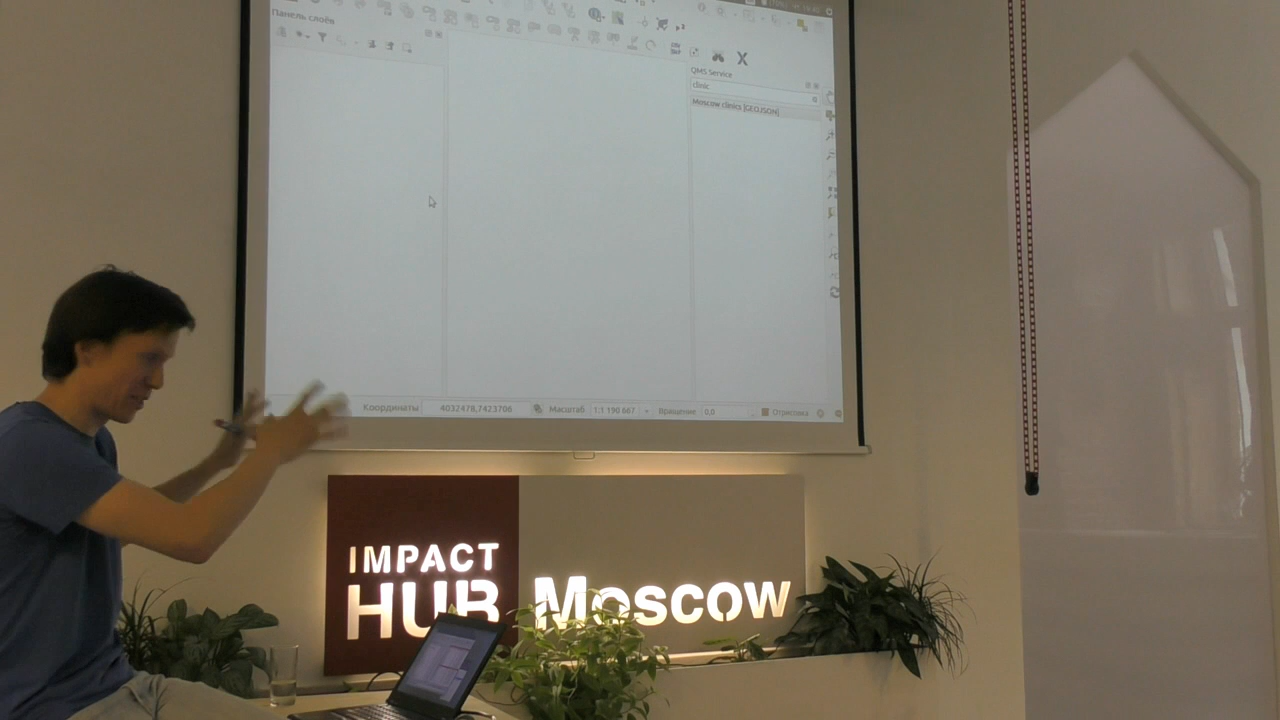 Панель слоёв
QMS Service
clinic
Moscow clinics [GEOJSON]
Координаты 4032478,7423706 Масштаб 1:1 190 667 Вращение 0,0 Отрисовка
IMPACT
HUB Moscow